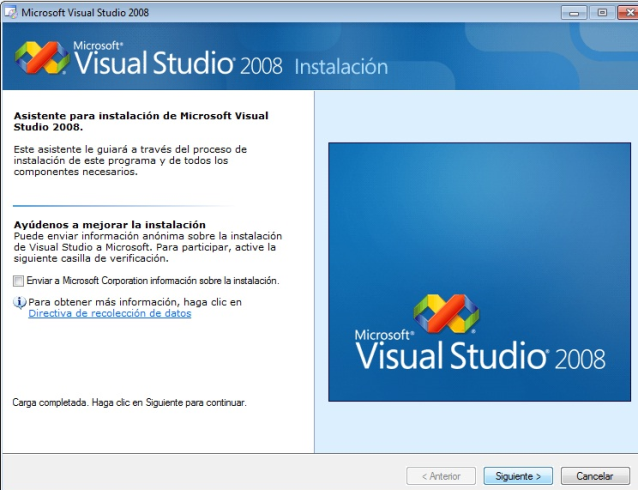 Microsoft Visual Studio 2008
Microsoft®
Visual Studio® 2008 Instalación
Asistente para instalación de Microsoft Visual
Studio 2008.
Este asistente le guiará a través del proceso de
instalación de este programa y de todos los
componentes necesarios.
Ayúdenos a mejorar la instalación
Puede enviar información anónima sobre la instalación
de Visual Studio a Microsoft. Para participar, active la
siguiente casilla de verificación.
Enviar a Microsoft Corporation información sobre la instalación.
Para obtener más información, haga clic en
Directiva de recolección de datos
Carga completada. Haga clic en Siguiente para continuar.
Microsoft®
Visual Studio® 2008
< Anterior
Siguiente >
Cancelar